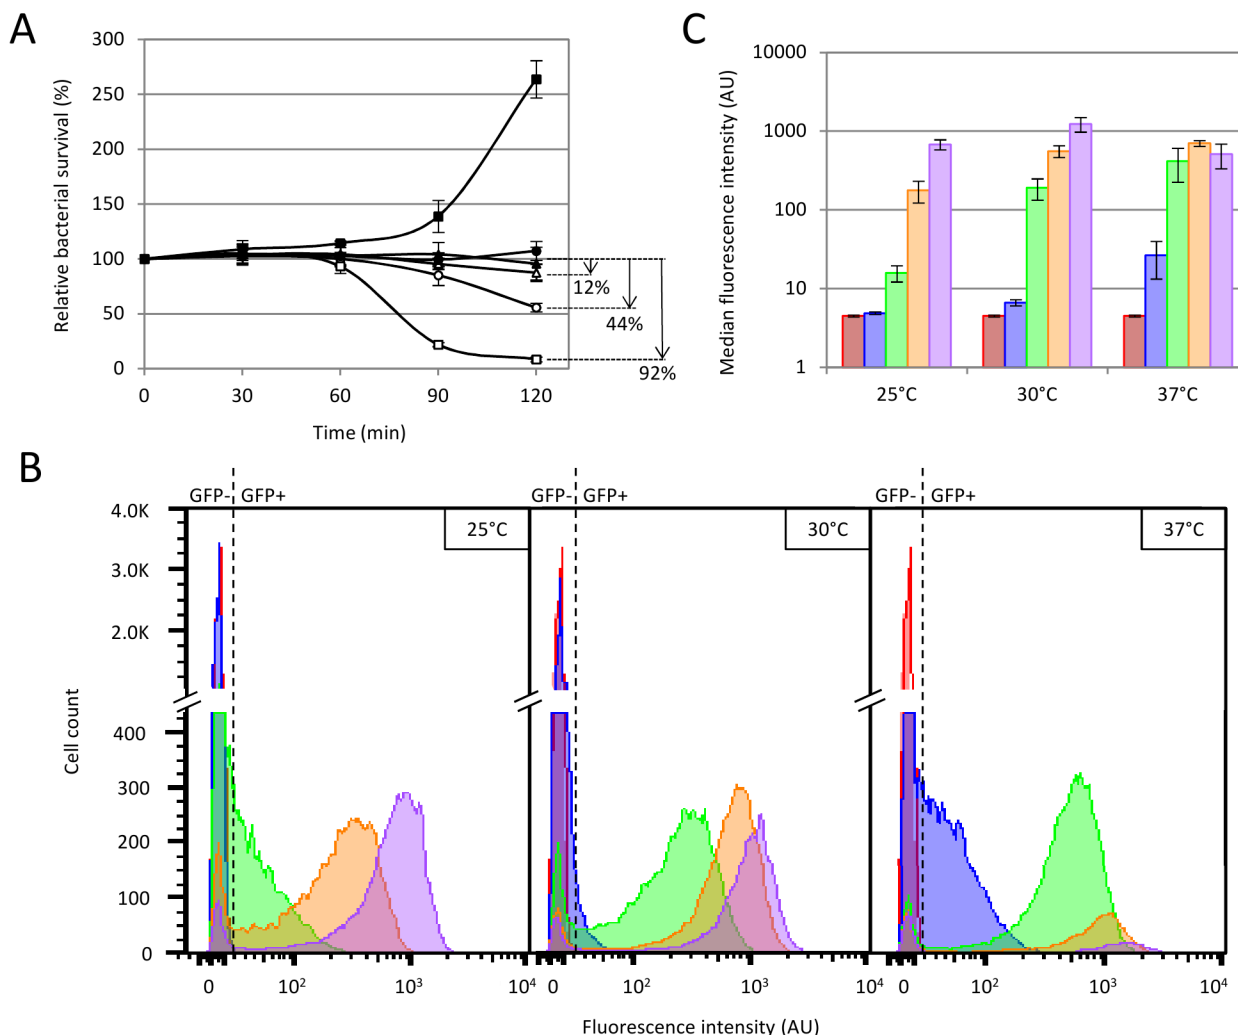 A
Relative bacterial survival (%)
300
250
200
150
100
50
0
12%
44%
92%
0 30 60 90 120
Time (min)
C
Median fluorescence intensity (AU)
10000
1000
100
10
1
25°C 30°C 37°C
B
GFP- GFP+ GFP- GFP+ GFP- GFP+
25°C 30°C 37°C
Cell count
4.0K
3.0K
2.0K
400
300
200
100
0
0 10² 10³ 10⁴ 0 10² 10³ 10⁴ 0 10² 10³ 10⁴
Fluorescence intensity (AU)